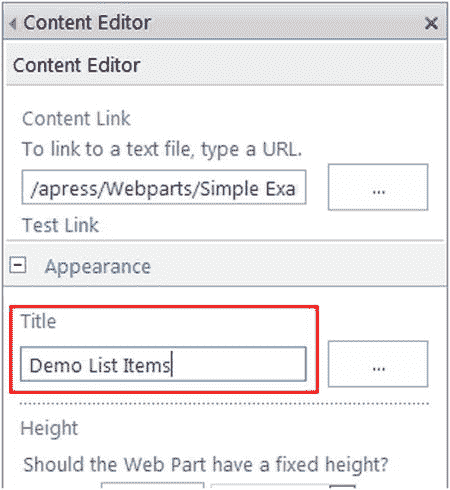 Content Editor
Content Editor
Content Link
To link to a text file, type a URL.
/apress/Webparts/Simple Exa
...
Test Link
Appearance
Title
Demo List Items
...
Height
Should the Web Part have a fixed height?